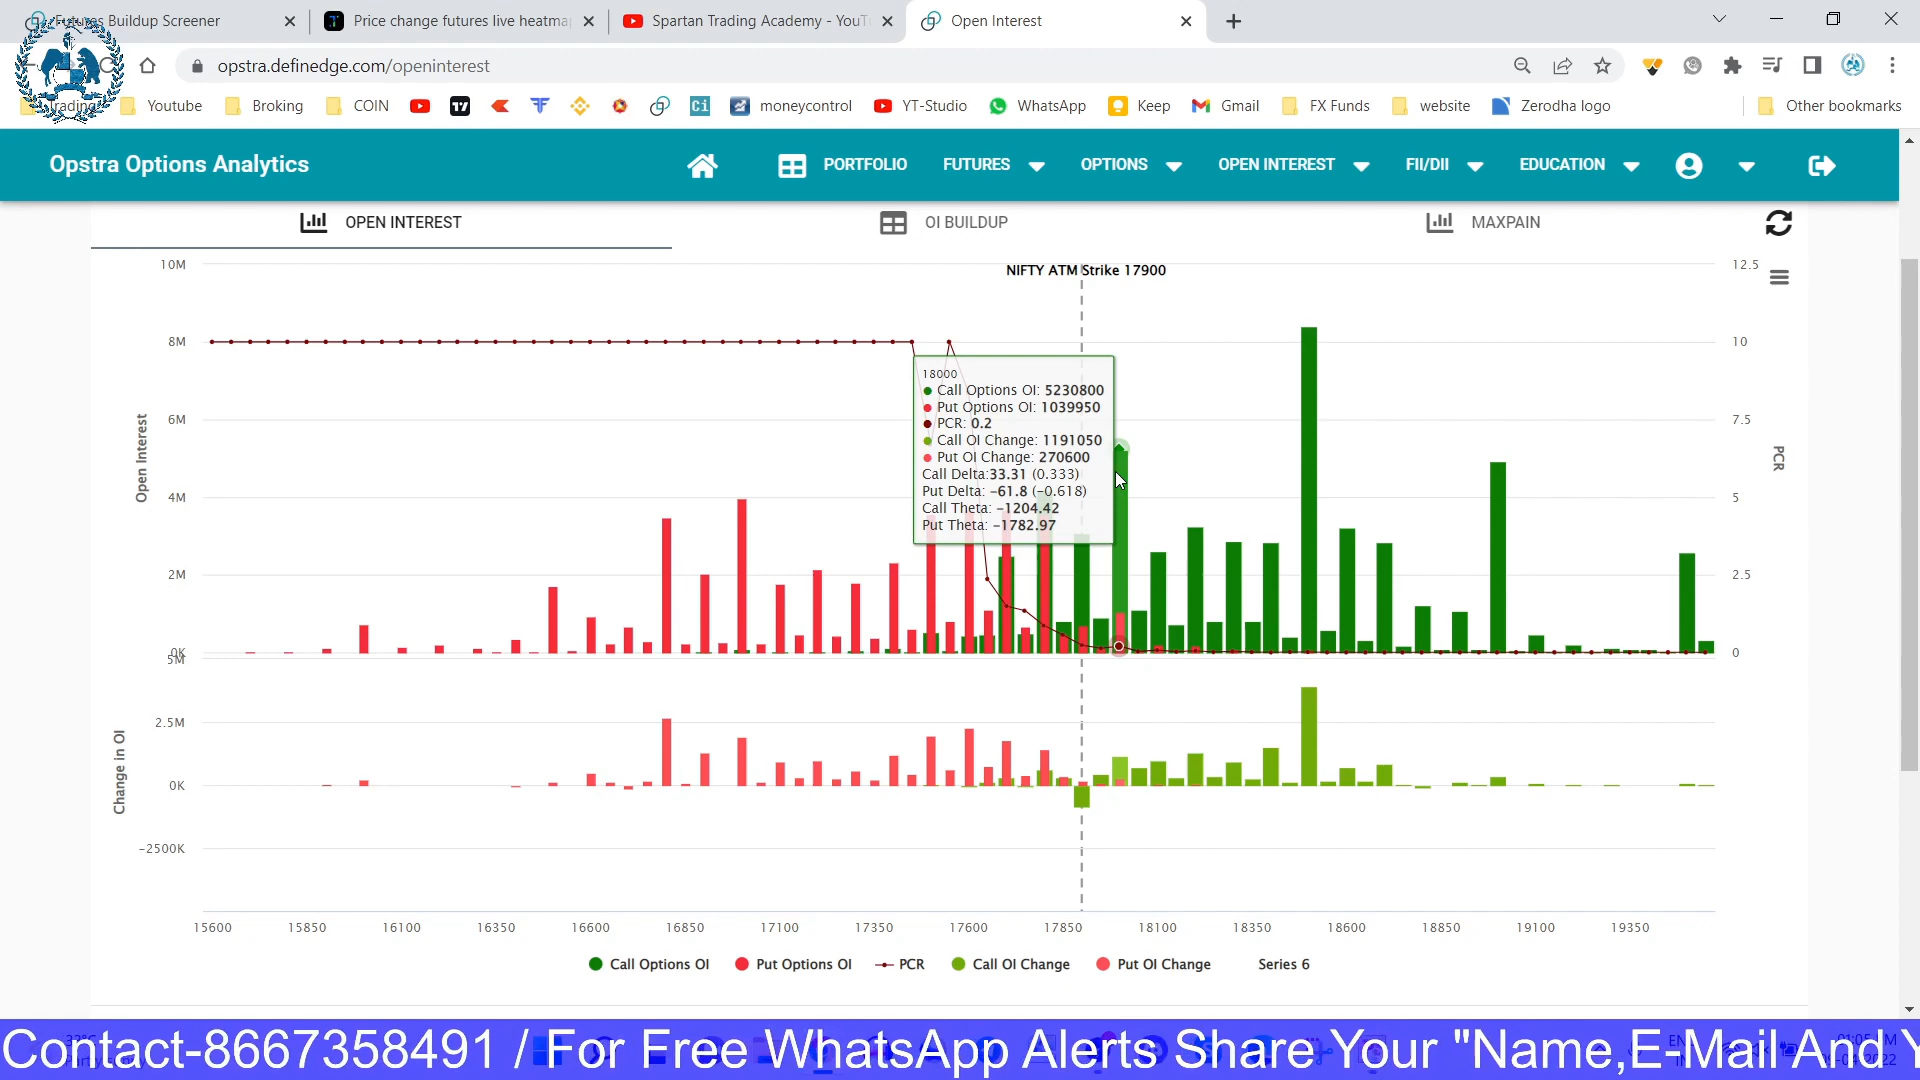 Futures Buildup Screener
Price change futures live heatma
Spartan Trading Academy - YouT
Open Interest
opstra.definedge.com/openinterest
Trading
Youtube
Broking
COIN
moneycontrol
YT-Studio
WhatsApp
Keep
Gmail
FX Funds
website
Zerodha logo
Other bookmarks
Opstra Options Analytics
PORTFOLIO
FUTURES
OPTIONS
OPEN INTEREST
FII/DII
EDUCATION
OPEN INTEREST
OI BUILDUP
MAXPAIN
NIFTY ATM Strike 17900
10M
8M
6M
4M
2M
0K
Open Interest
12.5
10
7.5
5
2.5
0
PCR
18000
Call Options OI: 5230800
Put Options OI: 1039950
PCR: 0.2
Call OI Change: 1191050
Put OI Change: 270600
Call Delta:33.31 (0.333)
Put Delta: -61.8 (-0.618)
Call Theta: -1204.42
Put Theta: -1782.97
5M
2.5M
0K
-2500K
Change in OI
15600 15850 16100 16350 16600 16850 17100 17350 17600 17850 18100 18350 18600 18850 19100 19350
Call Options OI Put Options OI PCR Call OI Change Put OI Change Series 6
Contact-8667358491 / For Free WhatsApp Alerts Share Your "Name,E-Mail And Y